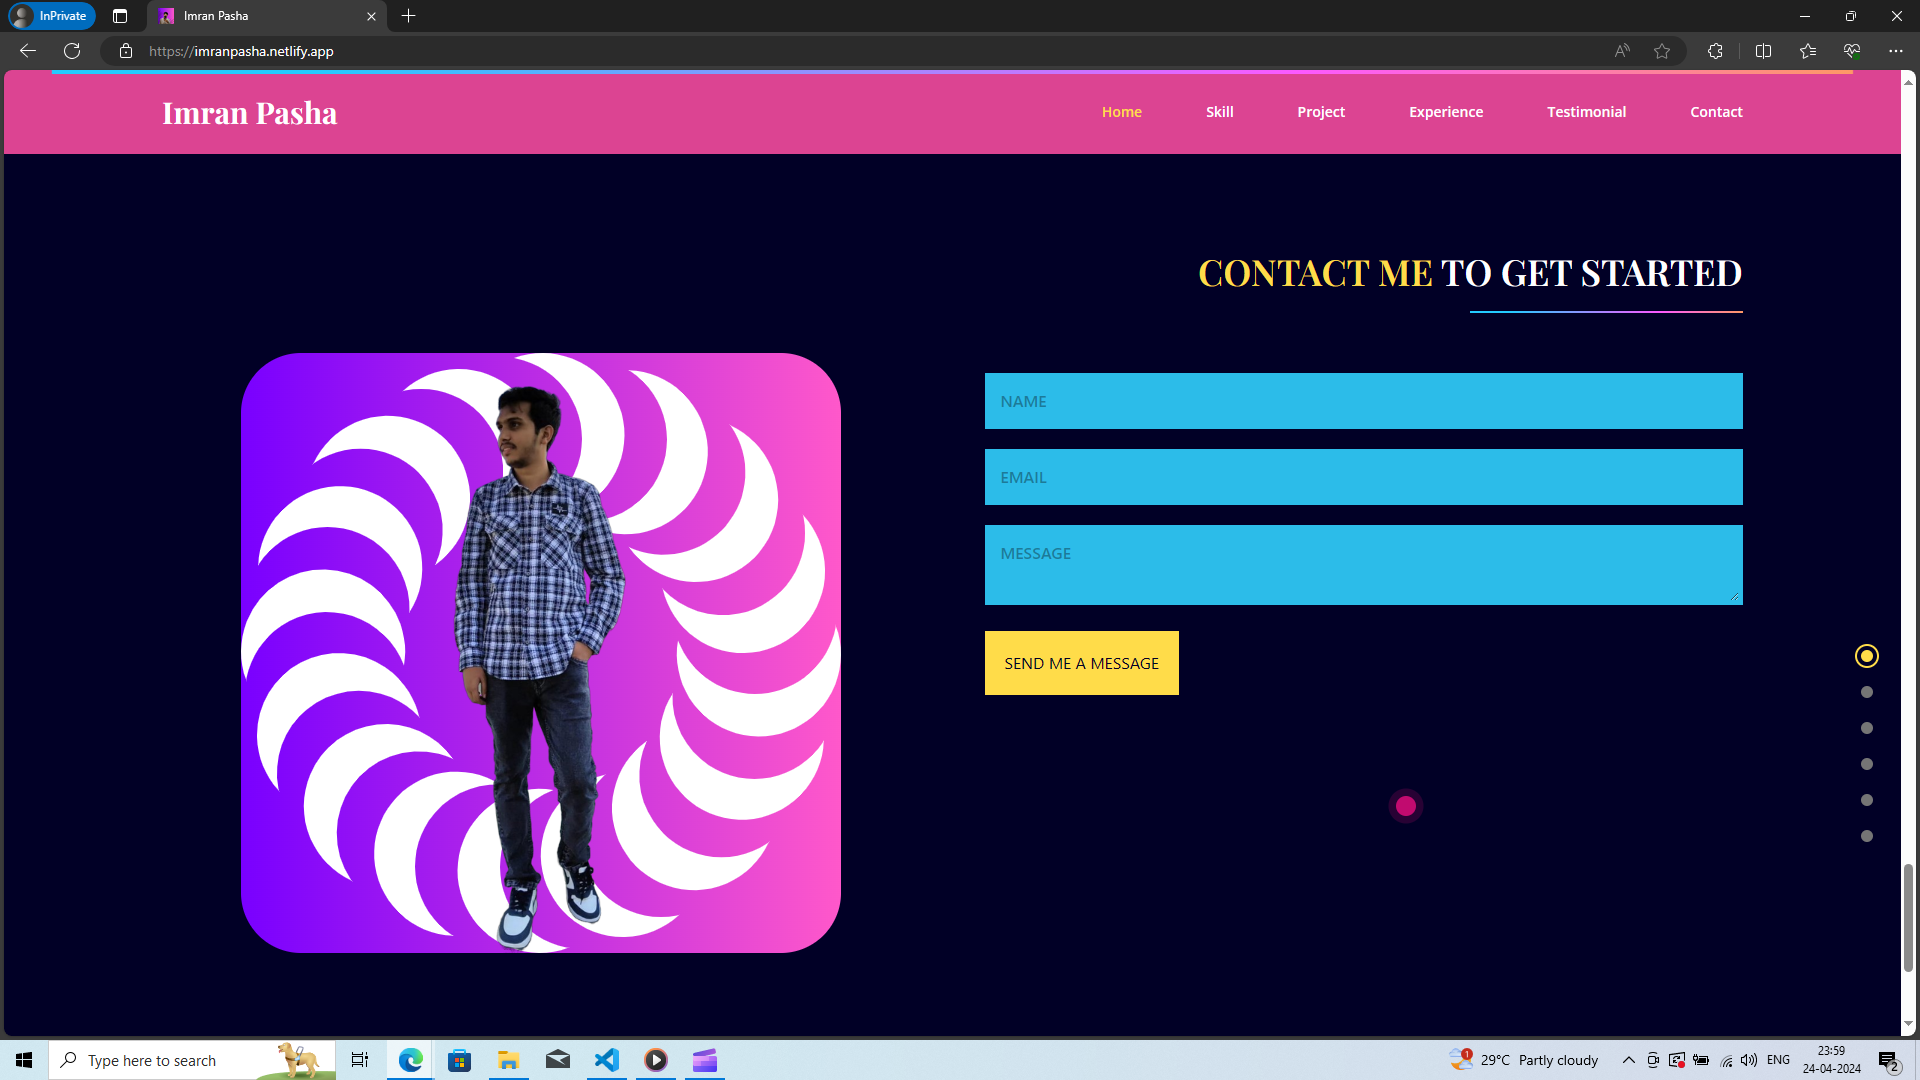 InPrivate
Imran Pasha
https://imranpasha.netlify.app
Imran Pasha
Home
Skill
Project
Experience
Testimonial
Contact
CONTACT ME TO GET STARTED
NAME
EMAIL
MESSAGE
SEND ME A MESSAGE
Type here to search
1
29°C Partly cloudy
ENG
23:59
24-04-2024
2